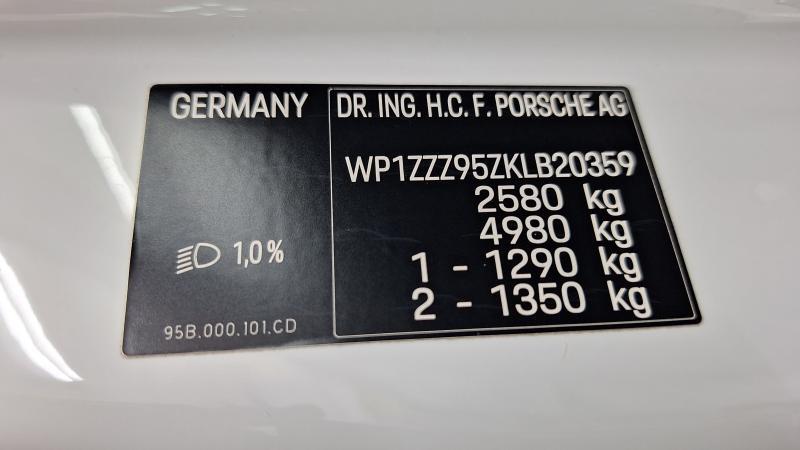 GERMANY
1,0%
95B.000.101.CD
DR. ING. H.C. F. PORSCHE AG
WP1ZZZ95ZKLB20359
2580 kg
4980 kg
1 - 1290 kg
2 - 1350 kg